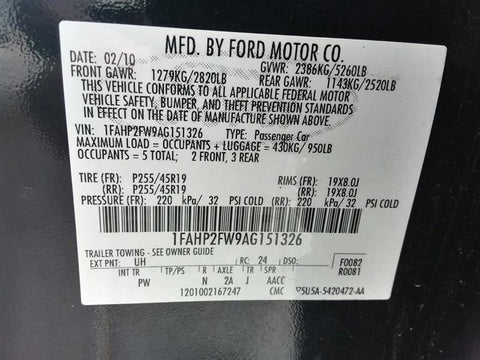 MFD. BY FORD MOTOR CO.
DATE: 02/10 GVWR: 2386KG/5260LB
FRONT GAWR: 1279KG/2820LB REAR GAWR: 1143KG/2520LB
THIS VEHICLE CONFORMS TO ALL APPLICABLE FEDERAL MOTOR
VEHICLE SAFETY, BUMPER, AND THEFT PREVENTION STANDARDS
IN EFFECT ON THE DATE OF MANUFACTURE SHOWN ABOVE.
VIN: 1FAHP2FW9AG151326 TYPE: Passenger Car
MAXIMUM LOAD = OCCUPANTS + LUGGAGE = 430KG/ 950LB
OCCUPANTS = 5 TOTAL; 2 FRONT, 3 REAR
TIRE (FR): P255/45R19 RIMS (FR): 19X8.0J
(RR): P255/45R19 (RR): 19X8.0J
PRESSURE (FR): 220 kPa/ 32 PSI COLD (RR): 220 kPa/ 32 PSI COLD
1FAHP2FW9AG151326
TRAILER TOWING - SEE OWNER GUIDE
EXT PNT: UH RC: 24 DSO: F0082
INT TR TP/PS R AXLE TR SPR R0081
PW N 2A J AACC
1201002167247 CMC ▽5U5A-5420472-AA